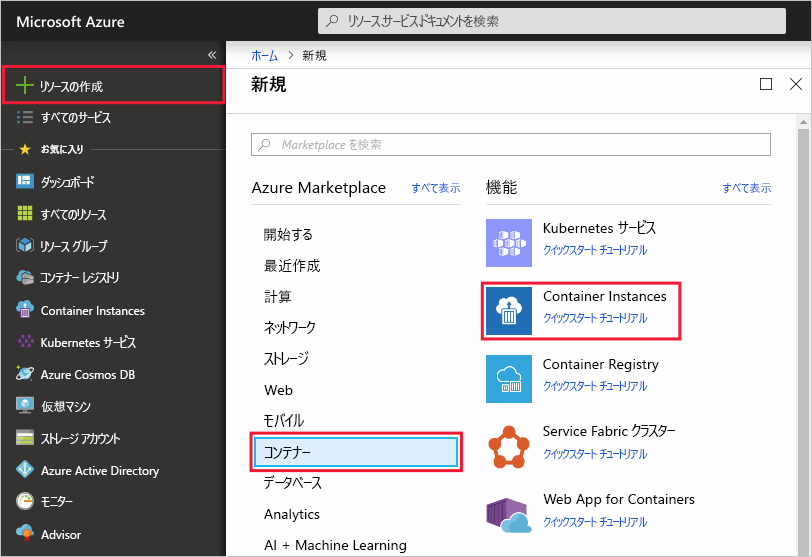 Microsoft Azure
リソース サービス ドキュメントを検索
«
リソースの作成
すべてのサービス
お気に入り
ダッシュボード
すべてのリソース
リソース グループ
コンテナー レジストリ
Container Instances
Kubernetes サービス
Azure Cosmos DB
仮想マシン
ストレージ アカウント
Azure Active Directory
モニター
Advisor
ホーム > 新規
新規
Marketplace を検索
Azure Marketplace すべて表示
開始する
最近作成
計算
ネットワーク
ストレージ
Web
モバイル
コンテナー
データベース
Analytics
AI + Machine Learning
機能 すべて表示
Kubernetes サービス
クイックスタート チュートリアル
Container Instances
クイックスタート チュートリアル
Container Registry
クイックスタート チュートリアル
Service Fabric クラスター
クイックスタート チュートリアル
Web App for Containers
クイックスタート チュートリアル